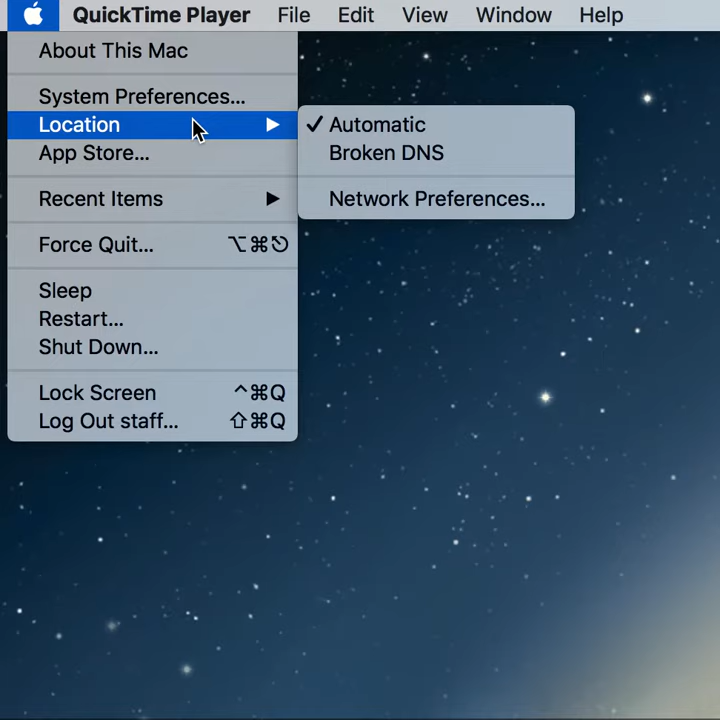 QuickTime Player File Edit View Window Help
About This Mac
System Preferences...
Location
Automatic
Broken DNS
Network Preferences...
App Store...
Recent Items
Force Quit... ⌥⌘⎋
Sleep
Restart...
Shut Down...
Lock Screen ^⌘Q
Log Out staff... ⇧⌘Q